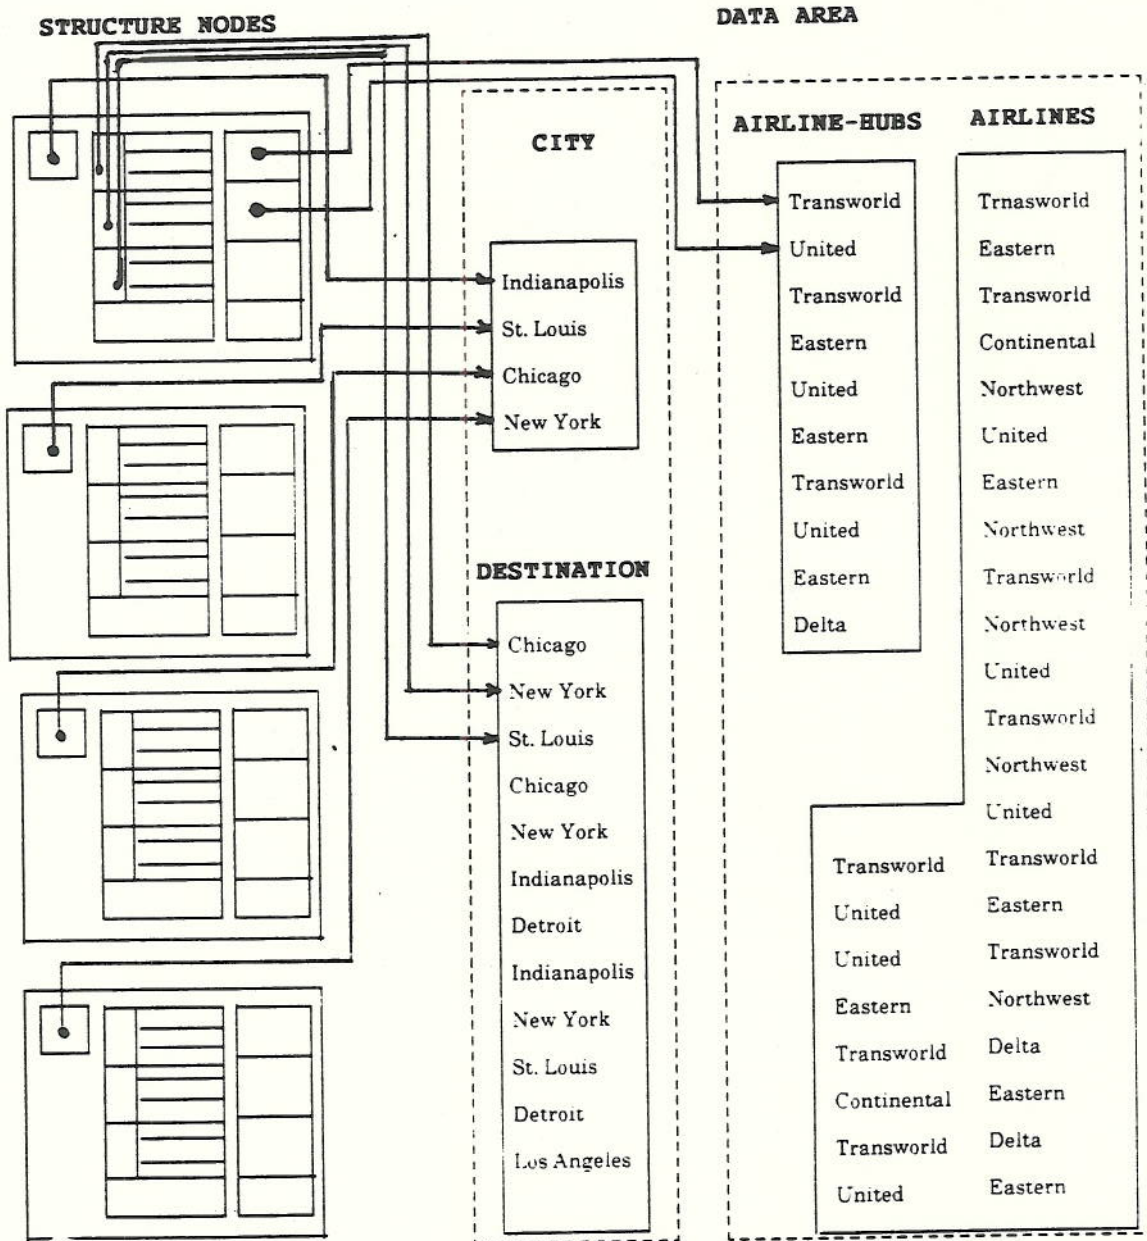 STRUCTURE NODES
DATA AREA
CITY
Indianapolis
St. Louis
Chicago
New York
DESTINATION
Chicago
New York
St. Louis
Chicago
New York
Indianapolis
Detroit
Indianapolis
New York
St. Louis
Detroit
Los Angeles
AIRLINE-HUBS
Transworld
United
Transworld
Eastern
United
Eastern
Transworld
United
Eastern
Delta
AIRLINES
Trnasworld
Eastern
Transworld
Continental
Northwest
United
Eastern
Northwest
Transworld
Northwest
United
Transworld
Northwest
United
Transworld
Eastern
Transworld
Northwest
Delta
Eastern
Delta
Eastern
Transworld
United
United
Eastern
Transworld
Continental
Transworld
United